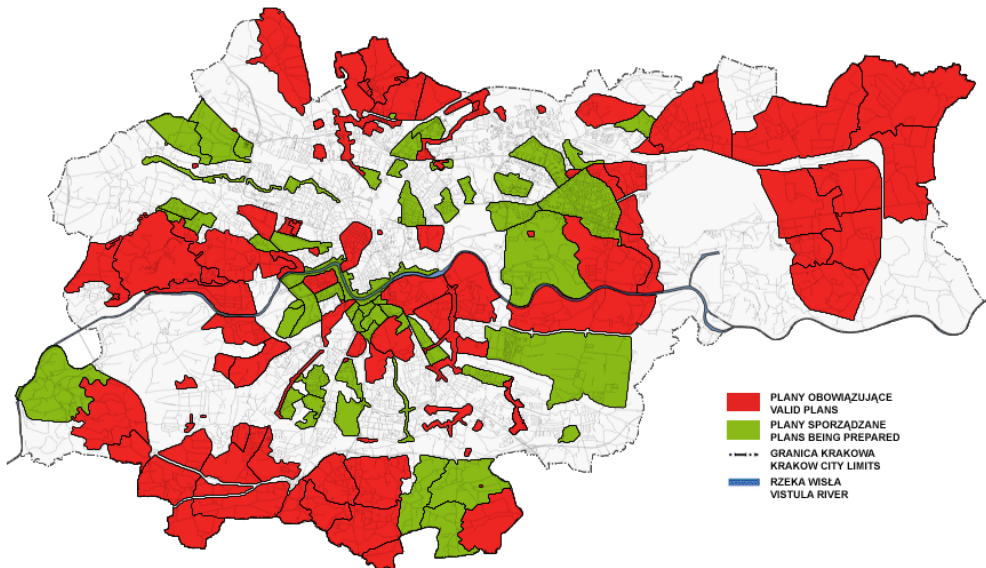 PLANY OBOWIĄZUJĄCE
VALID PLANS
PLANY SPORZĄDZANE
PLANS BEING PREPARED
GRANICA KRAKOWA
KRAKOW CITY LIMITS
RZEKA WISŁA
VISTULA RIVER